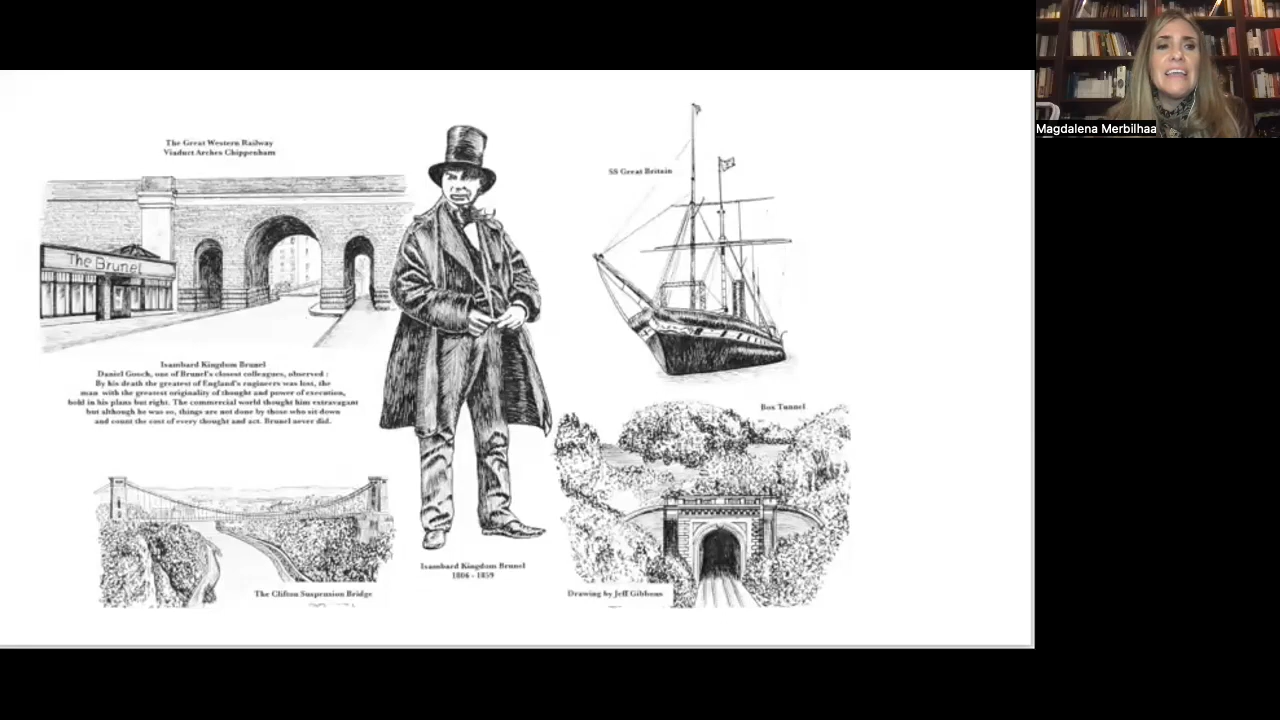 The Great Western Railway
Viaduct Arches Chippenham
The Brunel
Isambard Kingdom Brunel
Daniel Gooch, one of Brunel's closest colleagues, observed :
By his death the greatest of England's engineers was lost, the
man with the greatest originality of thought and power of execution,
bold in his plans but right. The commercial world thought him extravagant
but although he was so, things are not done by those who sit down
and count the cost of every thought and act. Brunel never did.
The Clifton Suspension Bridge
Isambard Kingdom Brunel
1806 - 1859
SS Great Britain
Box Tunnel
Drawing by Jeff Gibbons
Magdalena Merbilhaa